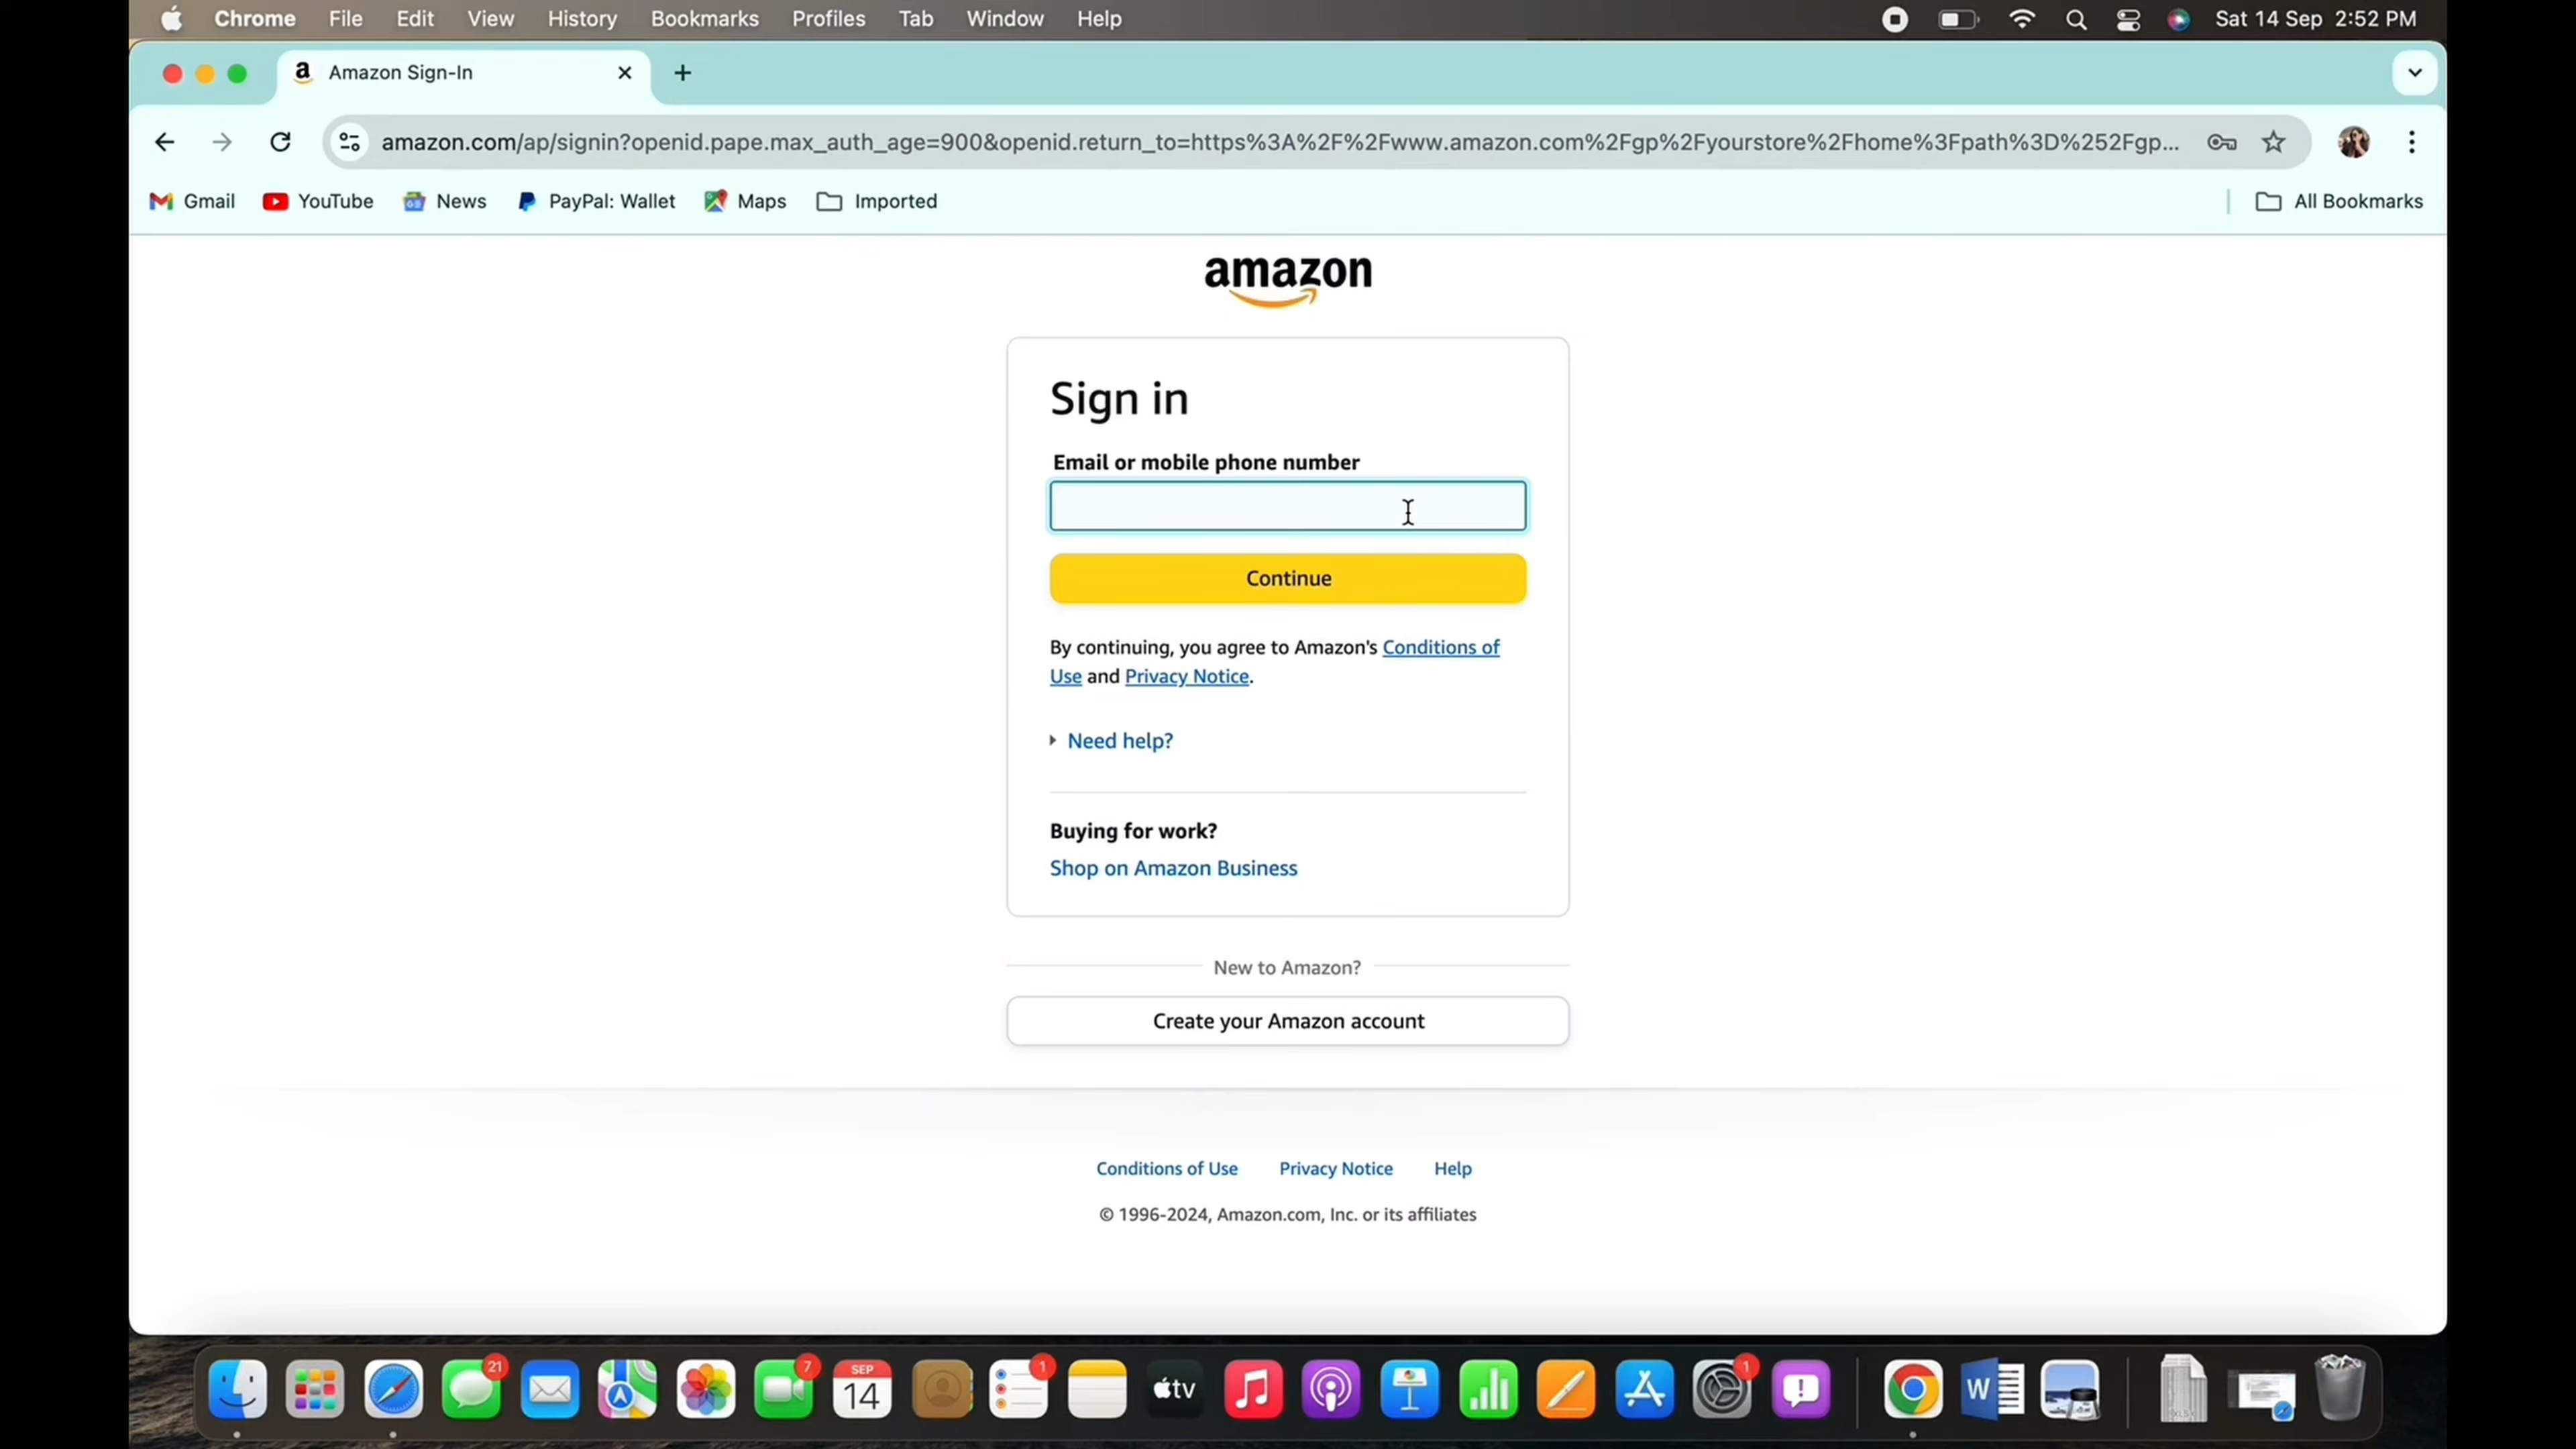 Chrome File Edit View History Bookmarks Profiles Tab Window Help Sat 14 Sep 2:52 PM
a Amazon Sign-In
amazon.com/ap/signin?openid.pape.max_auth_age=900&openid.return_to=https%3A%2F%2Fwww.amazon.com%2Fgp%2Fyourstore%2Fhome%3Fpath%3D%252Fgp...
Gmail YouTube News PayPal: Wallet Maps Imported All Bookmarks
amazon
Sign in
Email or mobile phone number
Continue
By continuing, you agree to Amazon's Conditions of
Use and Privacy Notice.
Need help?
Buying for work?
Shop on Amazon Business
New to Amazon?
Create your Amazon account
Conditions of Use Privacy Notice Help
© 1996-2024, Amazon.com, Inc. or its affiliates
21 7 SEP 14 1 tv 1 W